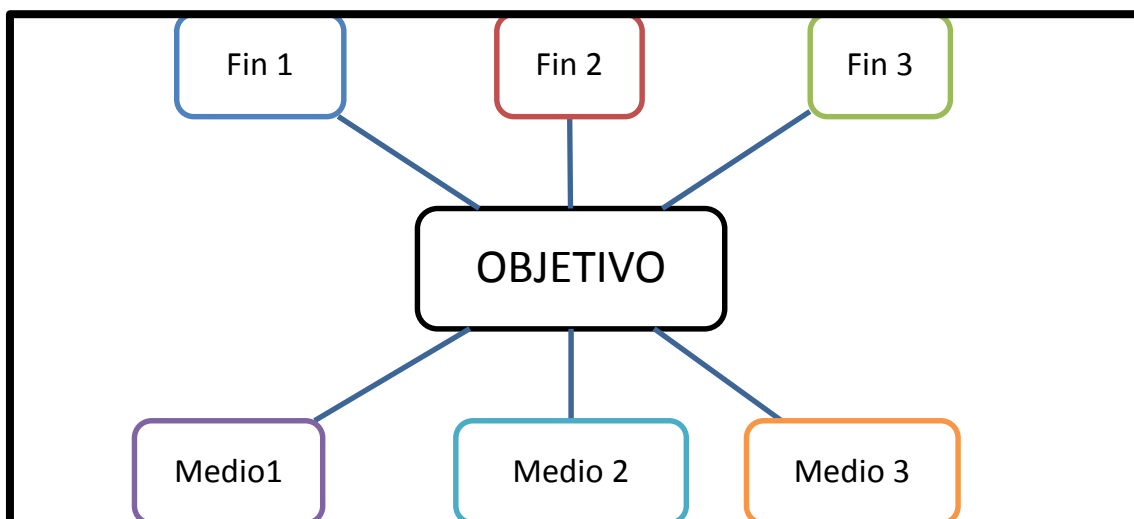 Fin 1
Fin 2
Fin 3
OBJETIVO
Medio1
Medio 2
Medio 3